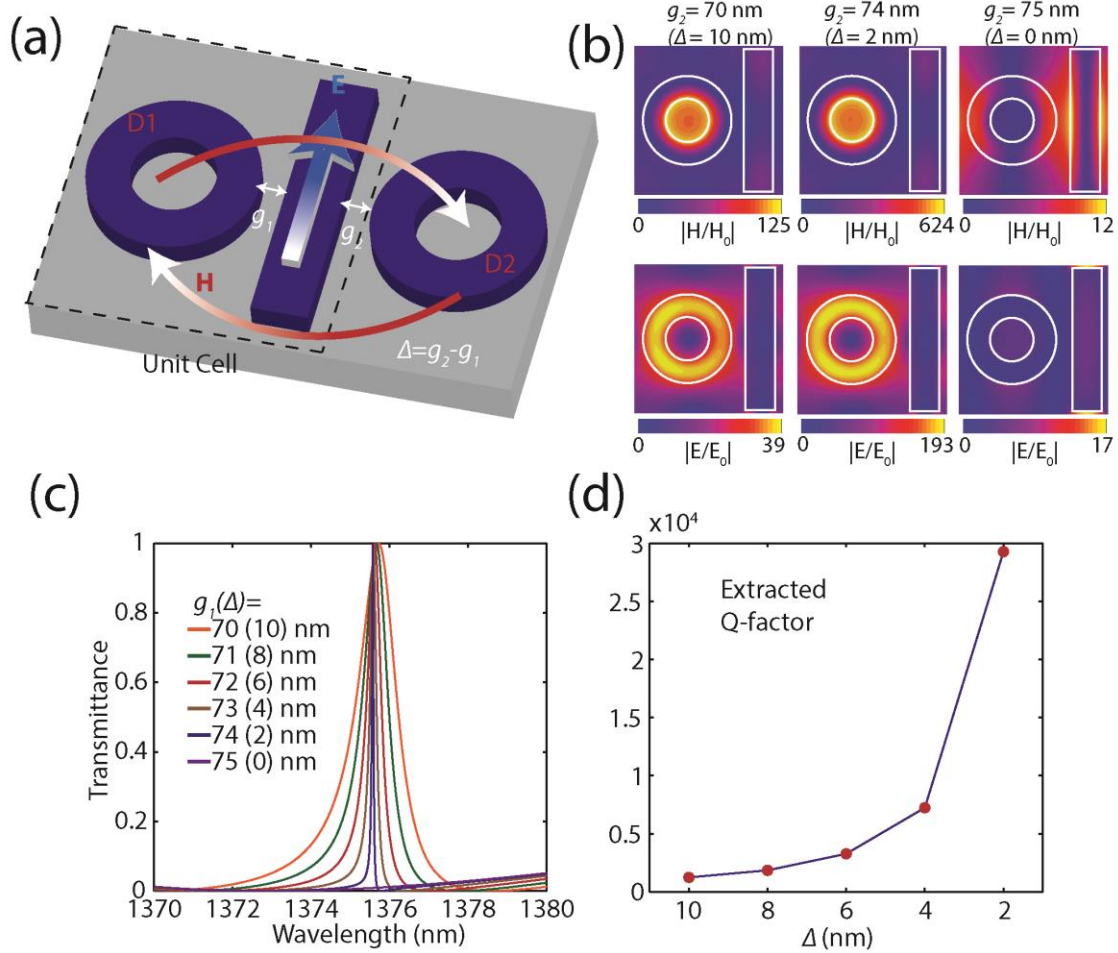 (a)
E
D1
g₁
g₂
D2
H
Δ=g₂-g₁
Unit Cell
(b)
g₂= 70 nm
(Δ= 10 nm)
g₂= 74 nm
(Δ= 2 nm)
g₂= 75 nm
(Δ= 0 nm)
0 |H/H₀| 125
0 |H/H₀| 624
0 |H/H₀| 12
0 |E/E₀| 39
0 |E/E₀| 193
0 |E/E₀| 17
(c)
1
0.8
0.6
0.4
0.2
0
Transmittance
g₁(Δ)=
70 (10) nm
71 (8) nm
72 (6) nm
73 (4) nm
74 (2) nm
75 (0) nm
1370 1372 1374 1376 1378 1380
Wavelength (nm)
(d)
x10⁴
3
2.5
2
1.5
1
0.5
0
Extracted
Q-factor
10 8 6 4 2
Δ (nm)